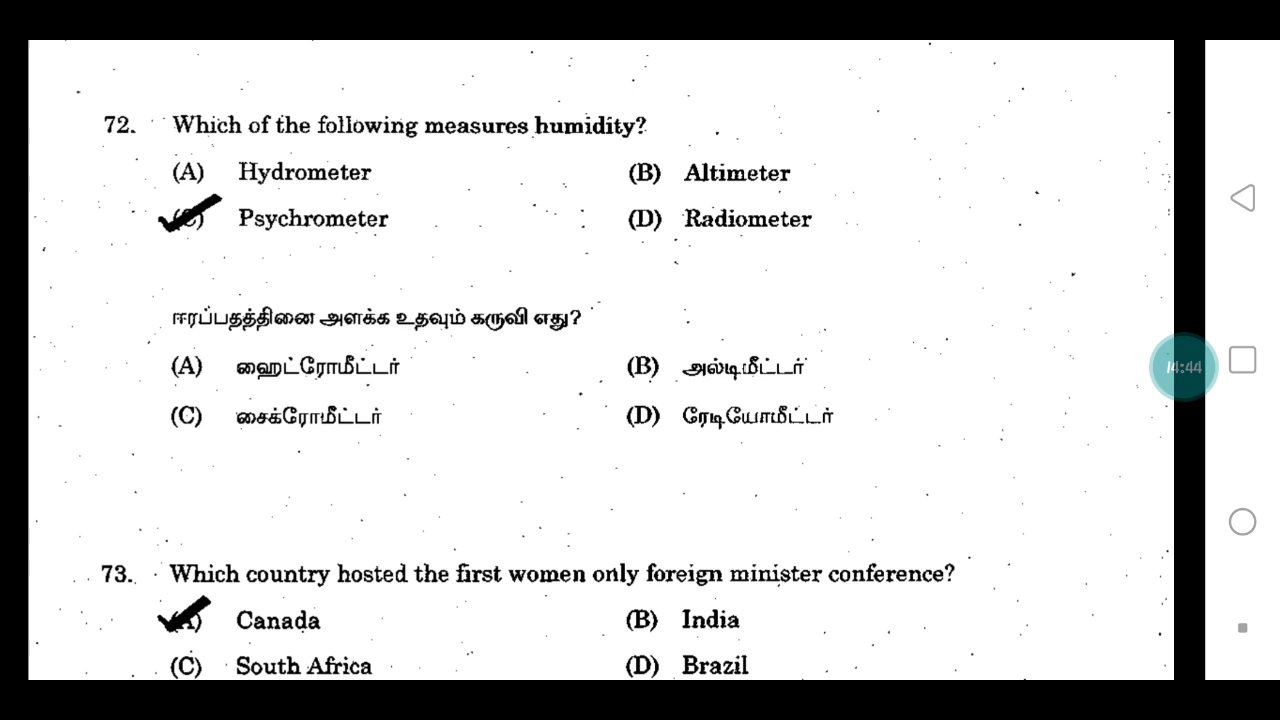 72. Which of the following measures humidity?
(A) Hydrometer (B) Altimeter
(C) Psychrometer (D) Radiometer
ஈரப்பதத்தினை அளக்க உதவும் கருவி எது?
(A) ஹைட்ரோமீட்டர் (B) அல்டிமீட்டர்
(C) சைக்ரோமீட்டர் (D) ரேடியோமீட்டர்
14:44
73. Which country hosted the first women only foreign minister conference?
(A) Canada (B) India
(C) South Africa (D) Brazil